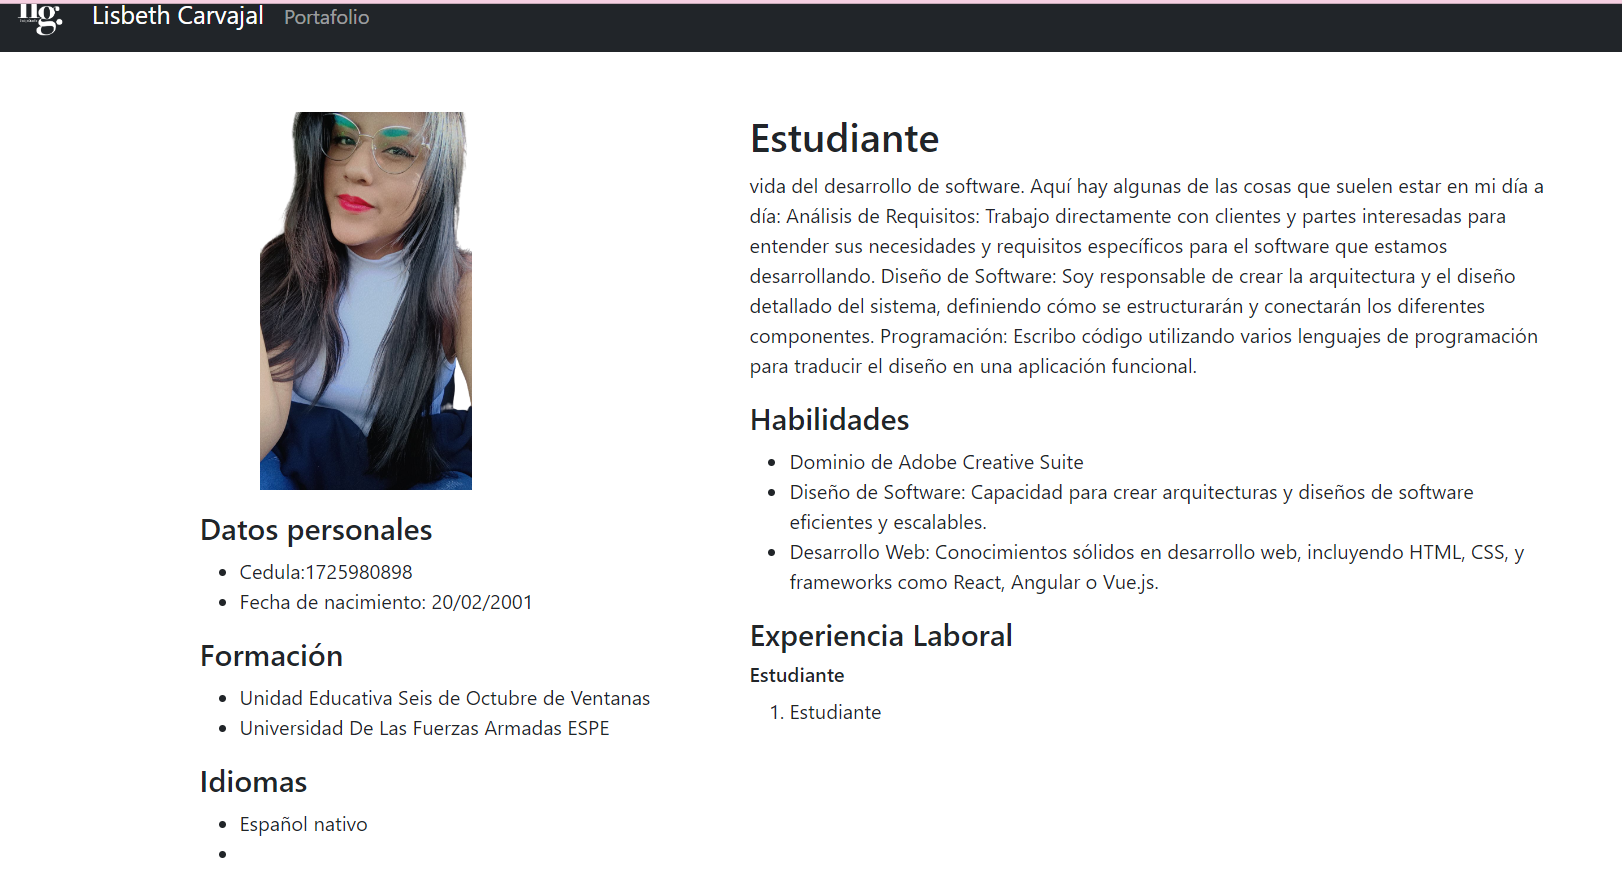 llg.
Lisbeth Carvajal
Portafolio
Estudiante
vida del desarrollo de software. Aquí hay algunas de las cosas que suelen estar en mi día a
día: Análisis de Requisitos: Trabajo directamente con clientes y partes interesadas para
entender sus necesidades y requisitos específicos para el software que estamos
desarrollando. Diseño de Software: Soy responsable de crear la arquitectura y el diseño
detallado del sistema, definiendo cómo se estructurarán y conectarán los diferentes
componentes. Programación: Escribo código utilizando varios lenguajes de programación
para traducir el diseño en una aplicación funcional.
Habilidades
Dominio de Adobe Creative Suite
Diseño de Software: Capacidad para crear arquitecturas y diseños de software
eficientes y escalables.
Desarrollo Web: Conocimientos sólidos en desarrollo web, incluyendo HTML, CSS, y
frameworks como React, Angular o Vue.js.
Experiencia Laboral
Estudiante
1. Estudiante
Datos personales
Cedula:1725980898
Fecha de nacimiento: 20/02/2001
Formación
Unidad Educativa Seis de Octubre de Ventanas
Universidad De Las Fuerzas Armadas ESPE
Idiomas
Español nativo